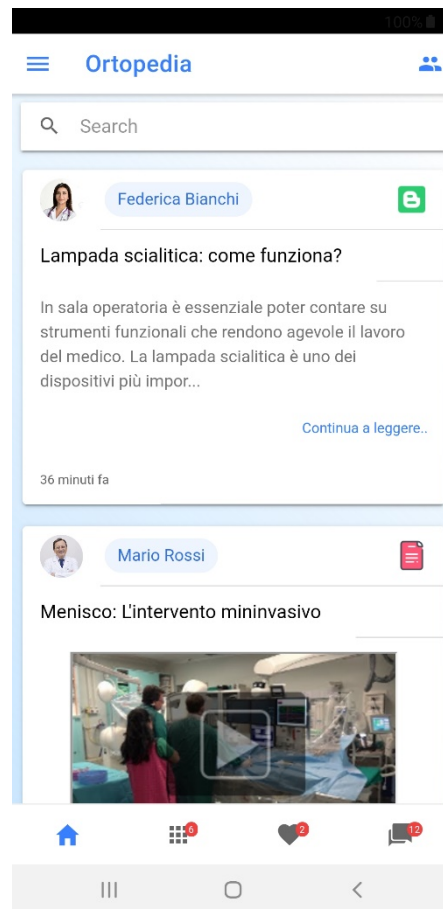 100%
Ortopedia
Search
Federica Bianchi
Lampada scialitica: come funziona?
In sala operatoria è essenziale poter contare su
strumenti funzionali che rendono agevole il lavoro
del medico. La lampada scialitica è uno dei
dispositivi più impor...
Continua a leggere..
36 minuti fa
Mario Rossi
Menisco: L'intervento mininvasivo
6
2
12